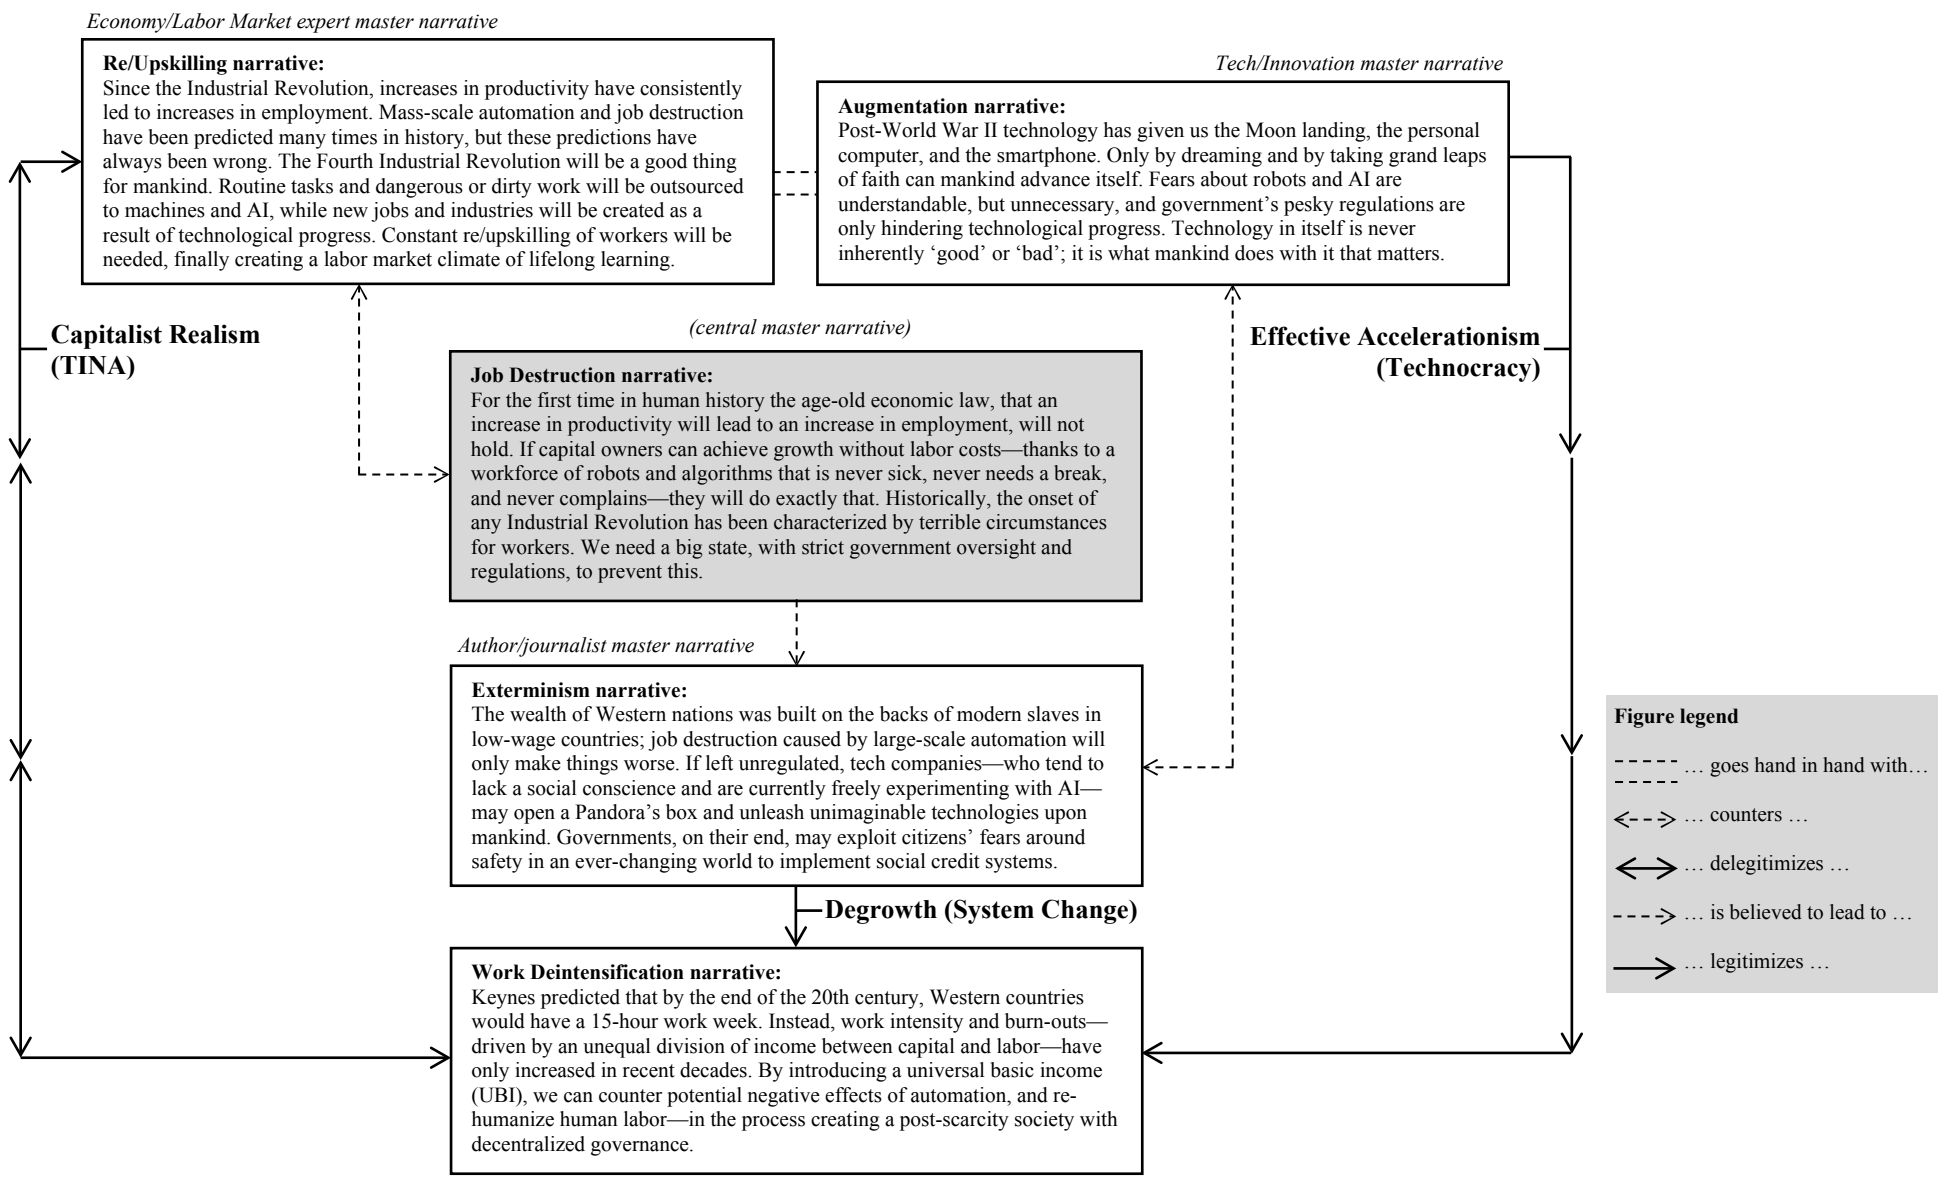 Economy/Labor Market expert master narrative
Re/Upskilling narrative:
Since the Industrial Revolution, increases in productivity have consistently
led to increases in employment. Mass-scale automation and job destruction
have been predicted many times in history, but these predictions have
always been wrong. The Fourth Industrial Revolution will be a good thing
for mankind. Routine tasks and dangerous or dirty work will be outsourced
to machines and AI, while new jobs and industries will be created as a
result of technological progress. Constant re/upskilling of workers will be
needed, finally creating a labor market climate of lifelong learning.
Tech/Innovation master narrative
Augmentation narrative:
Post-World War II technology has given us the Moon landing, the personal
computer, and the smartphone. Only by dreaming and by taking grand leaps
of faith can mankind advance itself. Fears about robots and AI are
understandable, but unnecessary, and government’s pesky regulations are
only hindering technological progress. Technology in itself is never
inherently ‘good’ or ‘bad’; it is what mankind does with it that matters.
Capitalist Realism
(TINA)
Effective Accelerationism
(Technocracy)
(central master narrative)
Job Destruction narrative:
For the first time in human history the age-old economic law, that an
increase in productivity will lead to an increase in employment, will not
hold. If capital owners can achieve growth without labor costs—thanks to a
workforce of robots and algorithms that is never sick, never needs a break,
and never complains—they will do exactly that. Historically, the onset of
any Industrial Revolution has been characterized by terrible circumstances
for workers. We need a big state, with strict government oversight and
regulations, to prevent this.
Author/journalist master narrative
Exterminism narrative:
The wealth of Western nations was built on the backs of modern slaves in
low-wage countries; job destruction caused by large-scale automation will
only make things worse. If left unregulated, tech companies—who tend to
lack a social conscience and are currently freely experimenting with AI—
may open a Pandora’s box and unleash unimaginable technologies upon
mankind. Governments, on their end, may exploit citizens’ fears around
safety in an ever-changing world to implement social credit systems.
Degrowth (System Change)
Work Deintensification narrative:
Keynes predicted that by the end of the 20th century, Western countries
would have a 15-hour work week. Instead, work intensity and burn-outs—
driven by an unequal division of income between capital and labor—have
only increased in recent decades. By introducing a universal basic income
(UBI), we can counter potential negative effects of automation, and re-
humanize human labor—in the process creating a post-scarcity society with
decentralized governance.
Figure legend
… goes hand in hand with…
… counters …
… delegitimizes …
… is believed to lead to …
… legitimizes …